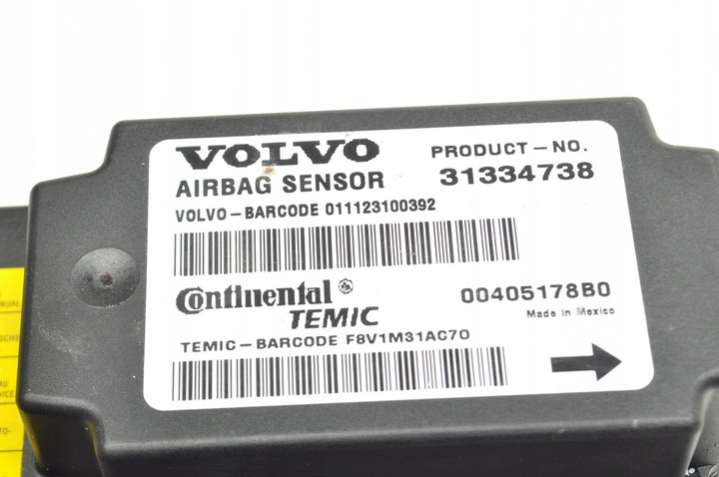 VOLVO PRODUCT-NO.
AIRBAG SENSOR 31334738
VOLVO-BARCODE 011123100392
Continental ® 00405178B0
TEMIC Made in Mexico
TEMIC-BARCODE F8V1M31AC70